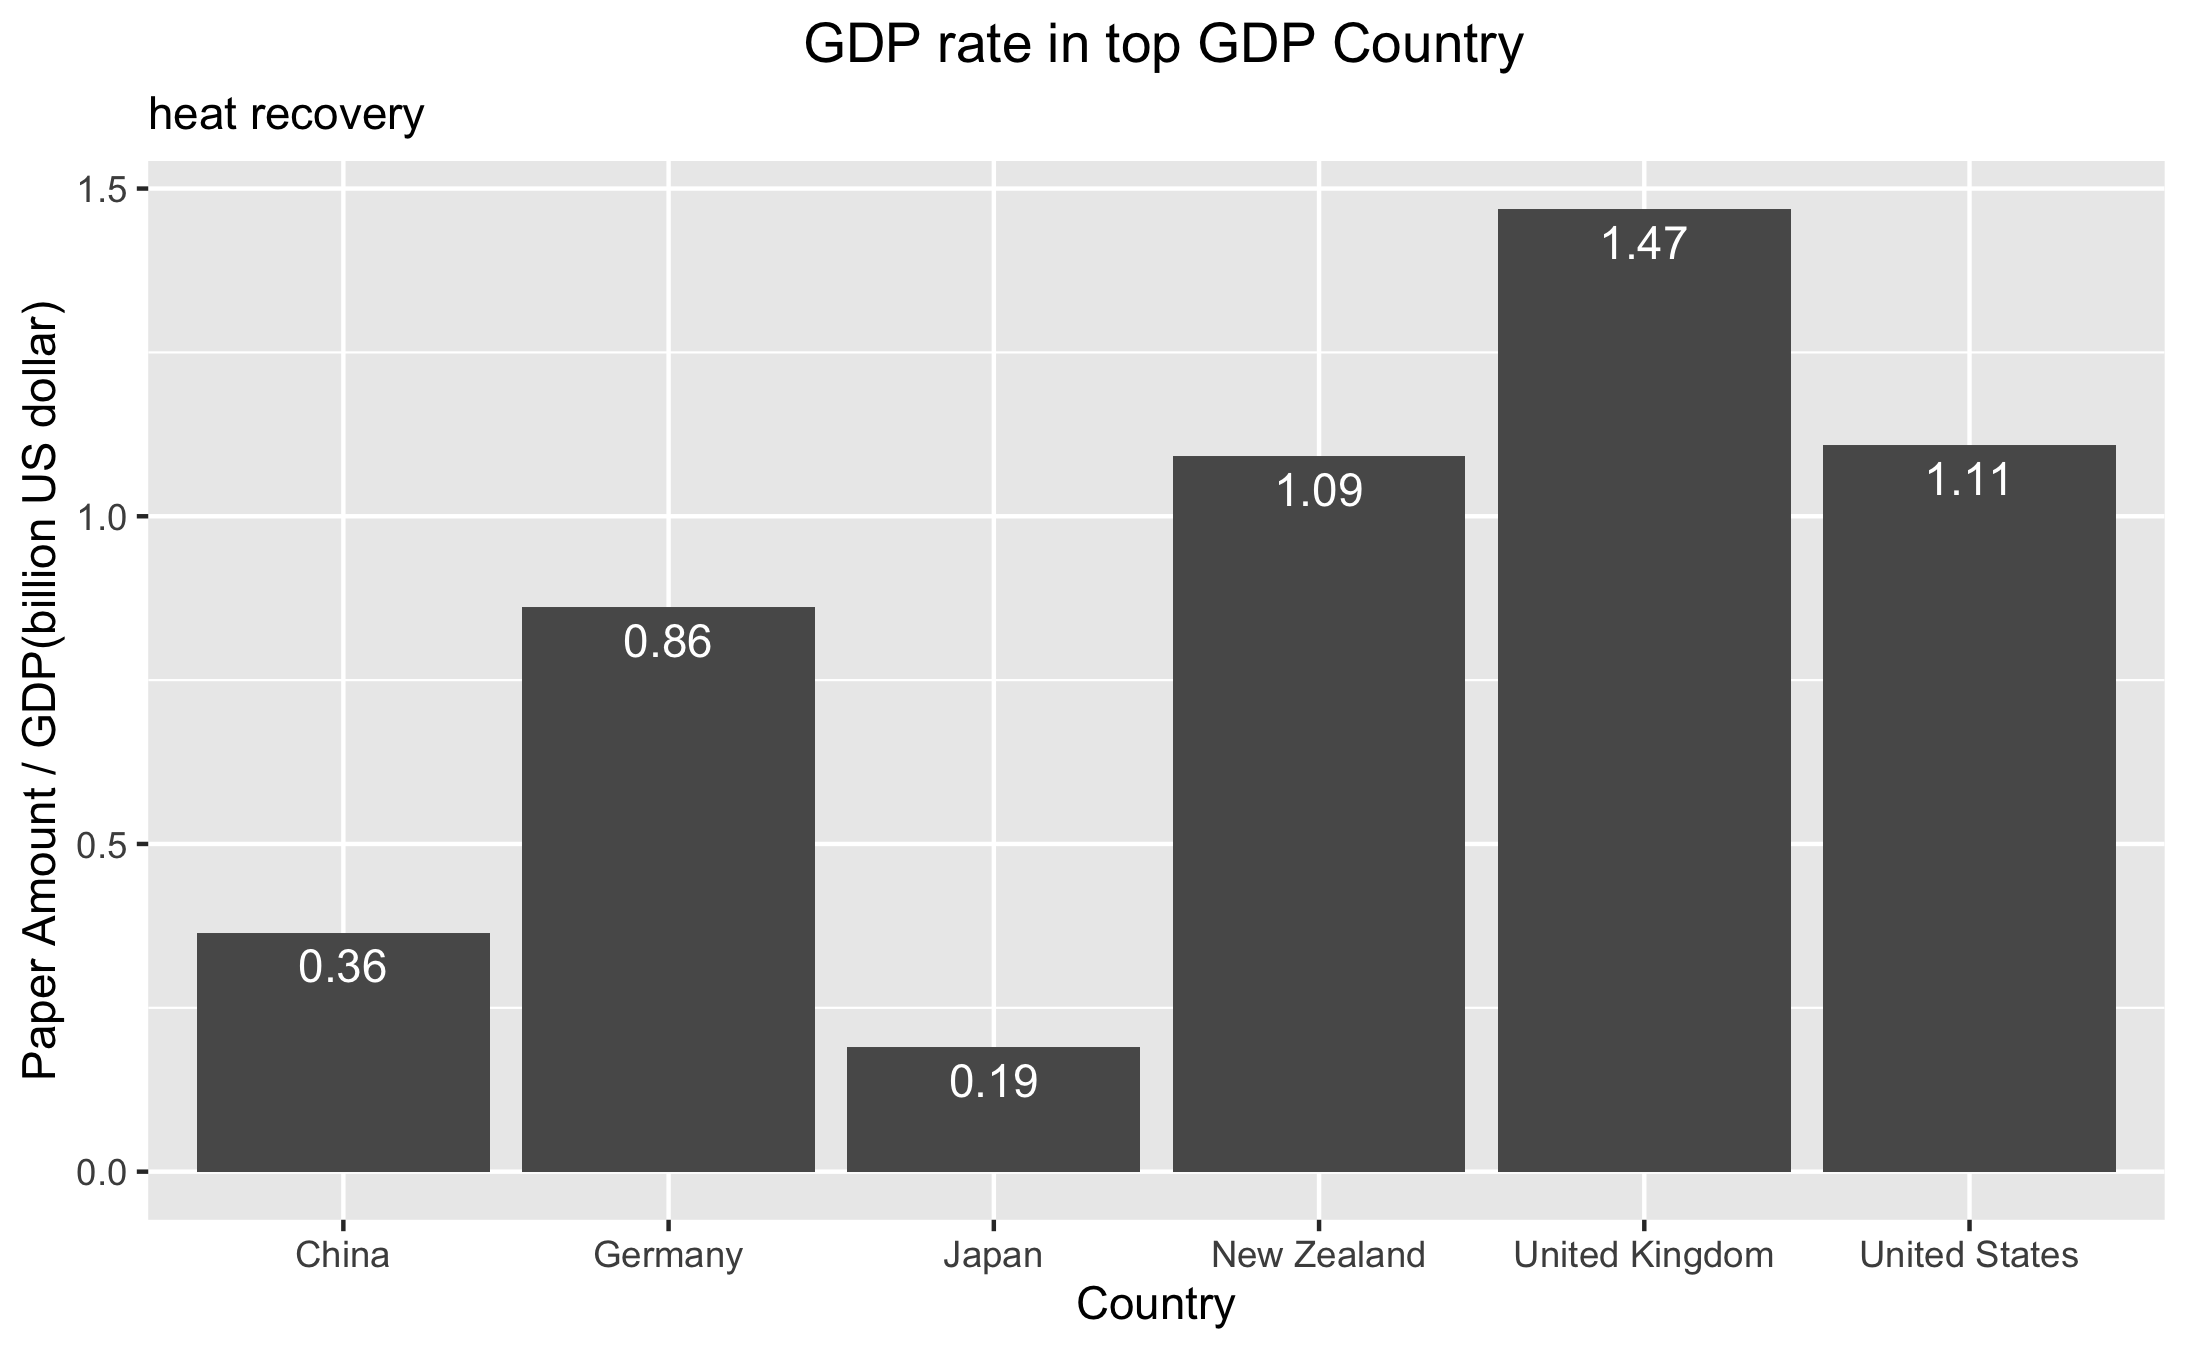 GDP rate in top GDP Country
heat recovery
Paper Amount / GDP(billion US dollar)
1.5
1.0
0.5
0.0
0.36
0.86
0.19
1.09
1.47
1.11
China
Germany
Japan
New Zealand
United Kingdom
United States
Country